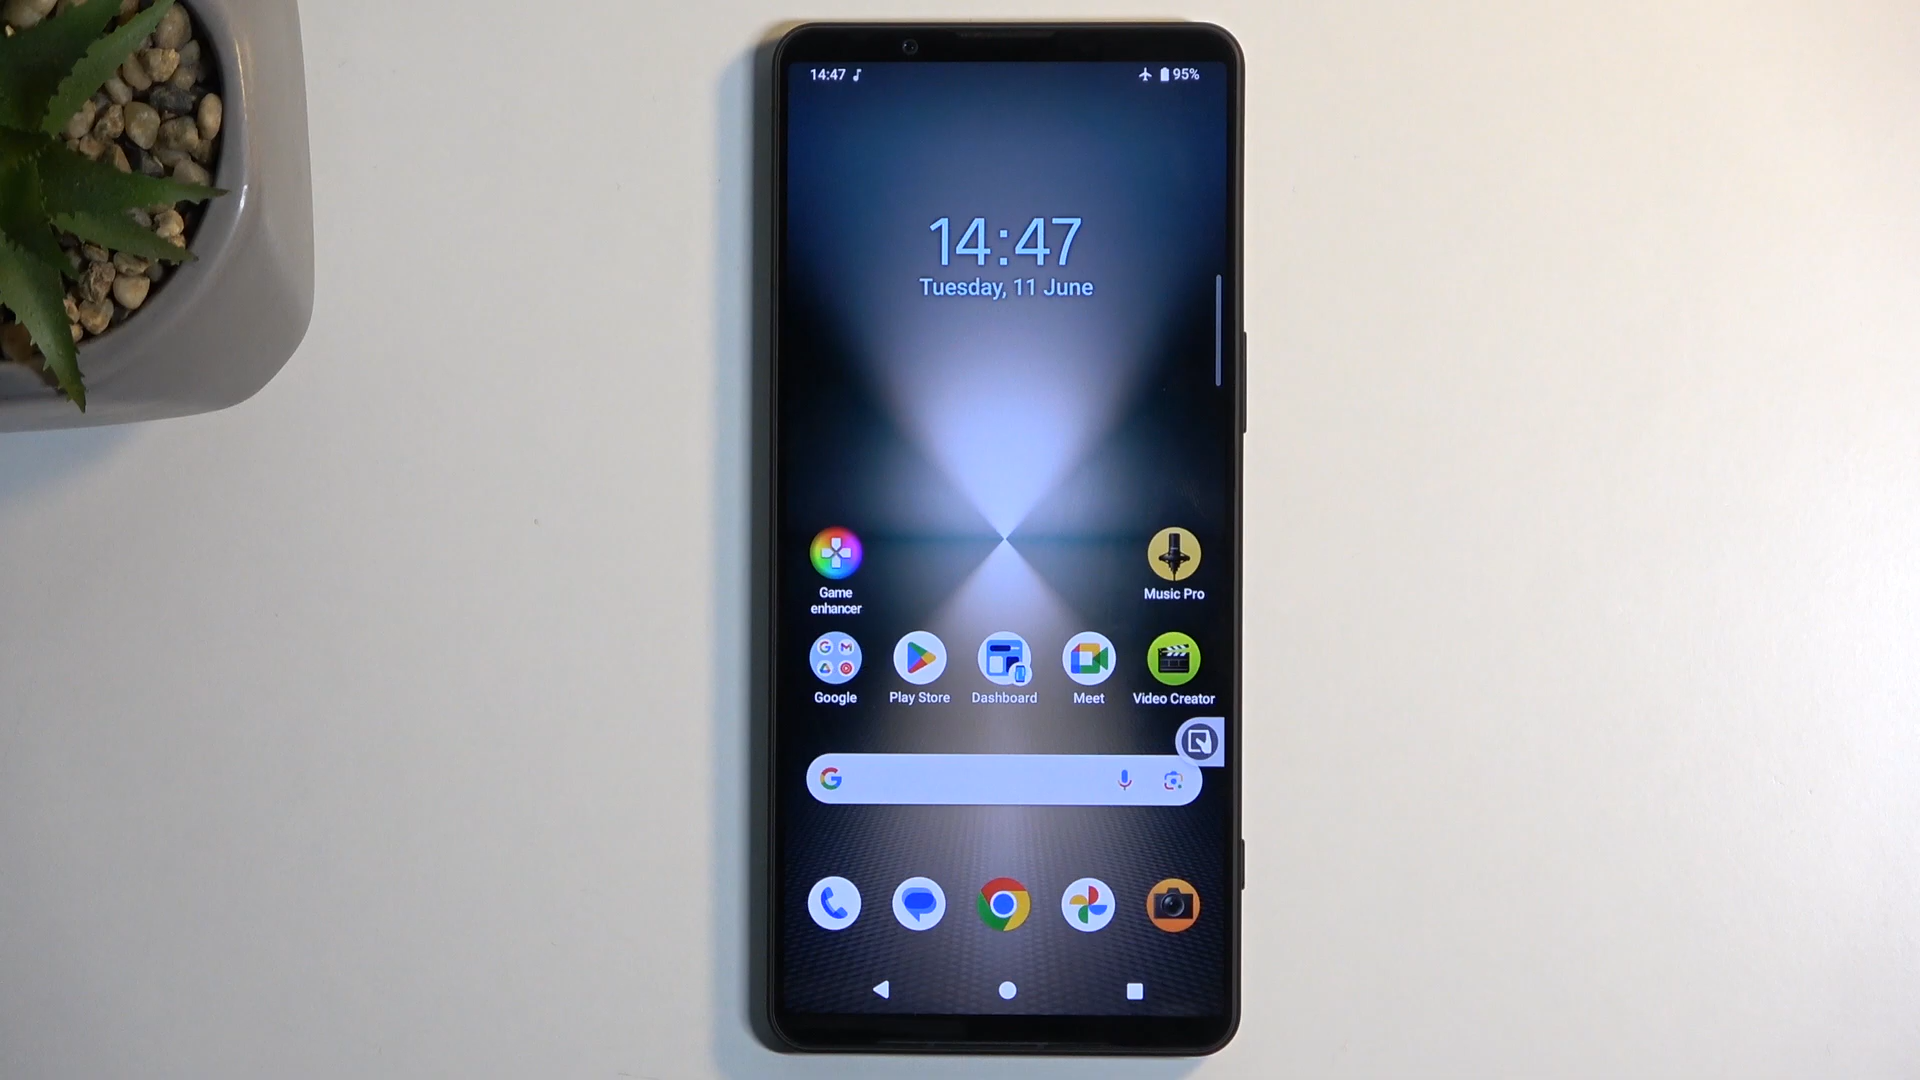 14:47
95%
14:47
Tuesday, 11 June
Game
enhancer
Music Pro
Google
Play Store
Dashboard
Meet
Video Creator